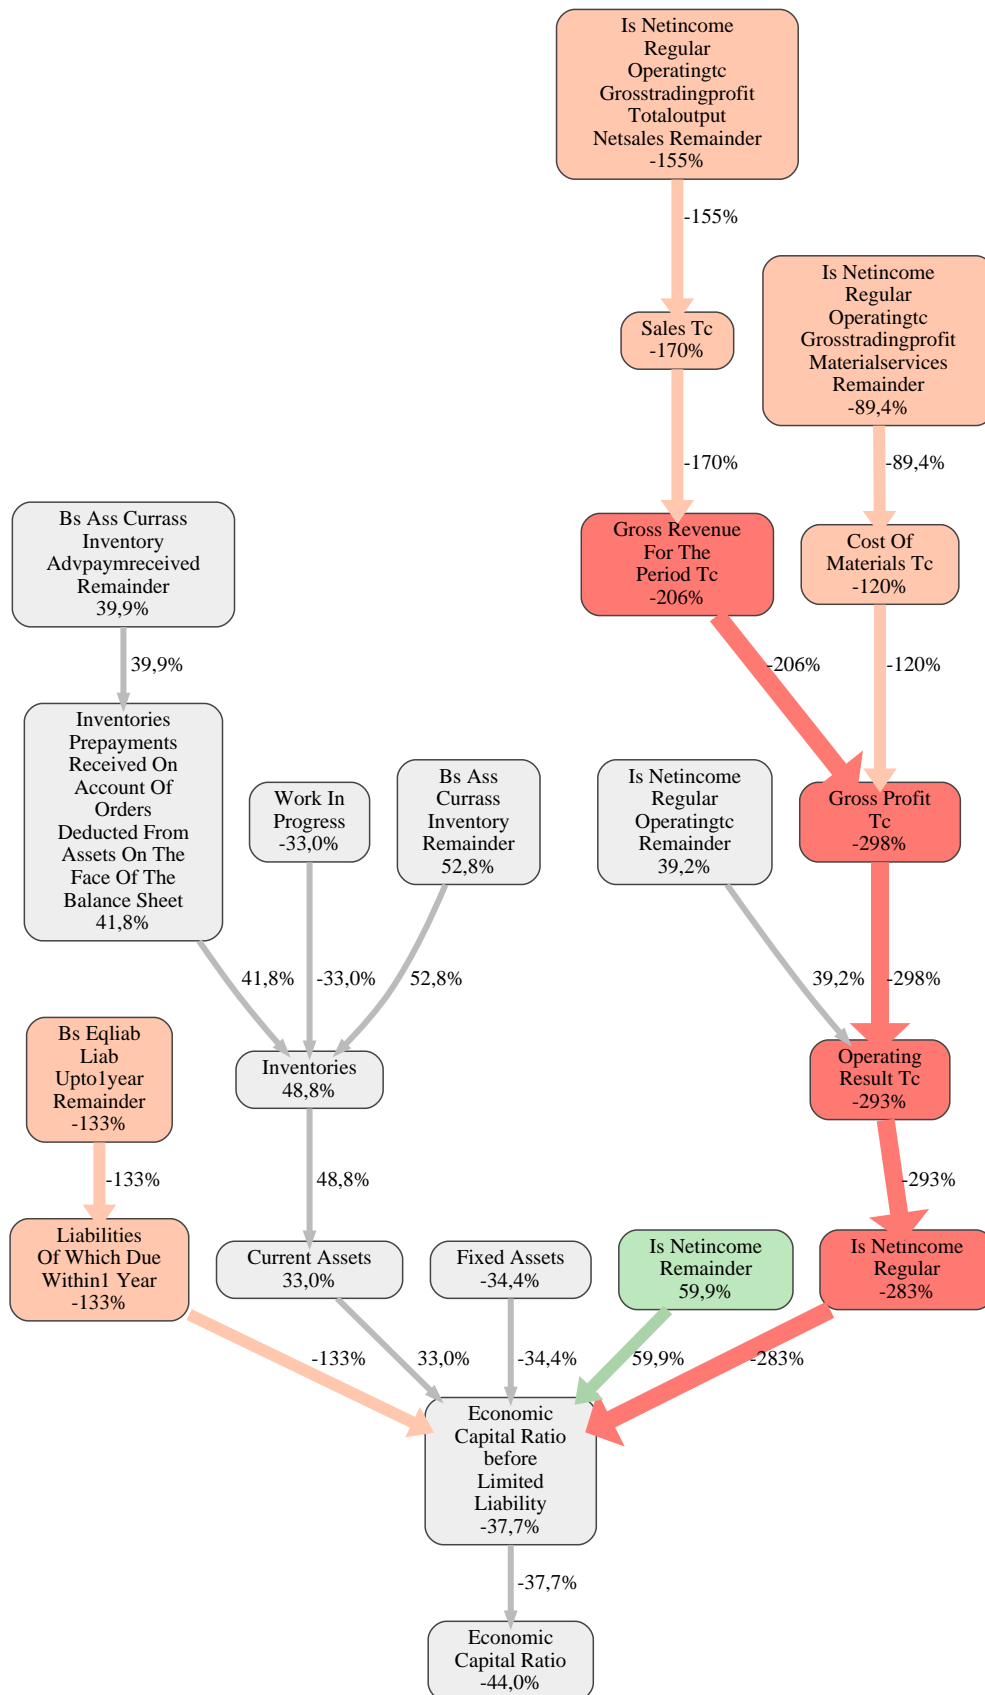 Is Netincome
Regular
Operatingtc
Grosstradingprofit
Totaloutput
Netsales Remainder
-155%
-155%
Is Netincome
Regular
Operatingtc
Grosstradingprofit
Materialservices
Remainder
-89,4%
Sales Tc
-170%
-170%
-89,4%
Bs Ass Currass
Inventory
Advpaymreceived
Remainder
39,9%
Gross Revenue
For The
Period Tc
-206%
Cost Of
Materials Tc
-120%
39,9%
-206%
-120%
Inventories
Prepayments
Received On
Account Of
Orders
Deducted From
Assets On The
Face Of The
Balance Sheet
41,8%
Work In
Progress
-33,0%
Bs Ass
Currass
Inventory
Remainder
52,8%
Is Netincome
Regular
Operatingtc
Remainder
39,2%
Gross Profit
Tc
-298%
41,8%
-33,0%
52,8%
39,2%
-298%
Bs Eqliab
Liab
Upto1year
Remainder
-133%
Inventories
48,8%
Operating
Result Tc
-293%
-133%
48,8%
-293%
Liabilities
Of Which Due
Within1 Year
-133%
Current Assets
33,0%
Fixed Assets
-34,4%
Is Netincome
Remainder
59,9%
Is Netincome
Regular
-283%
-133%
33,0%
-34,4%
59,9%
-283%
Economic
Capital Ratio
before
Limited
Liability
-37,7%
-37,7%
Economic
Capital Ratio
-44,0%